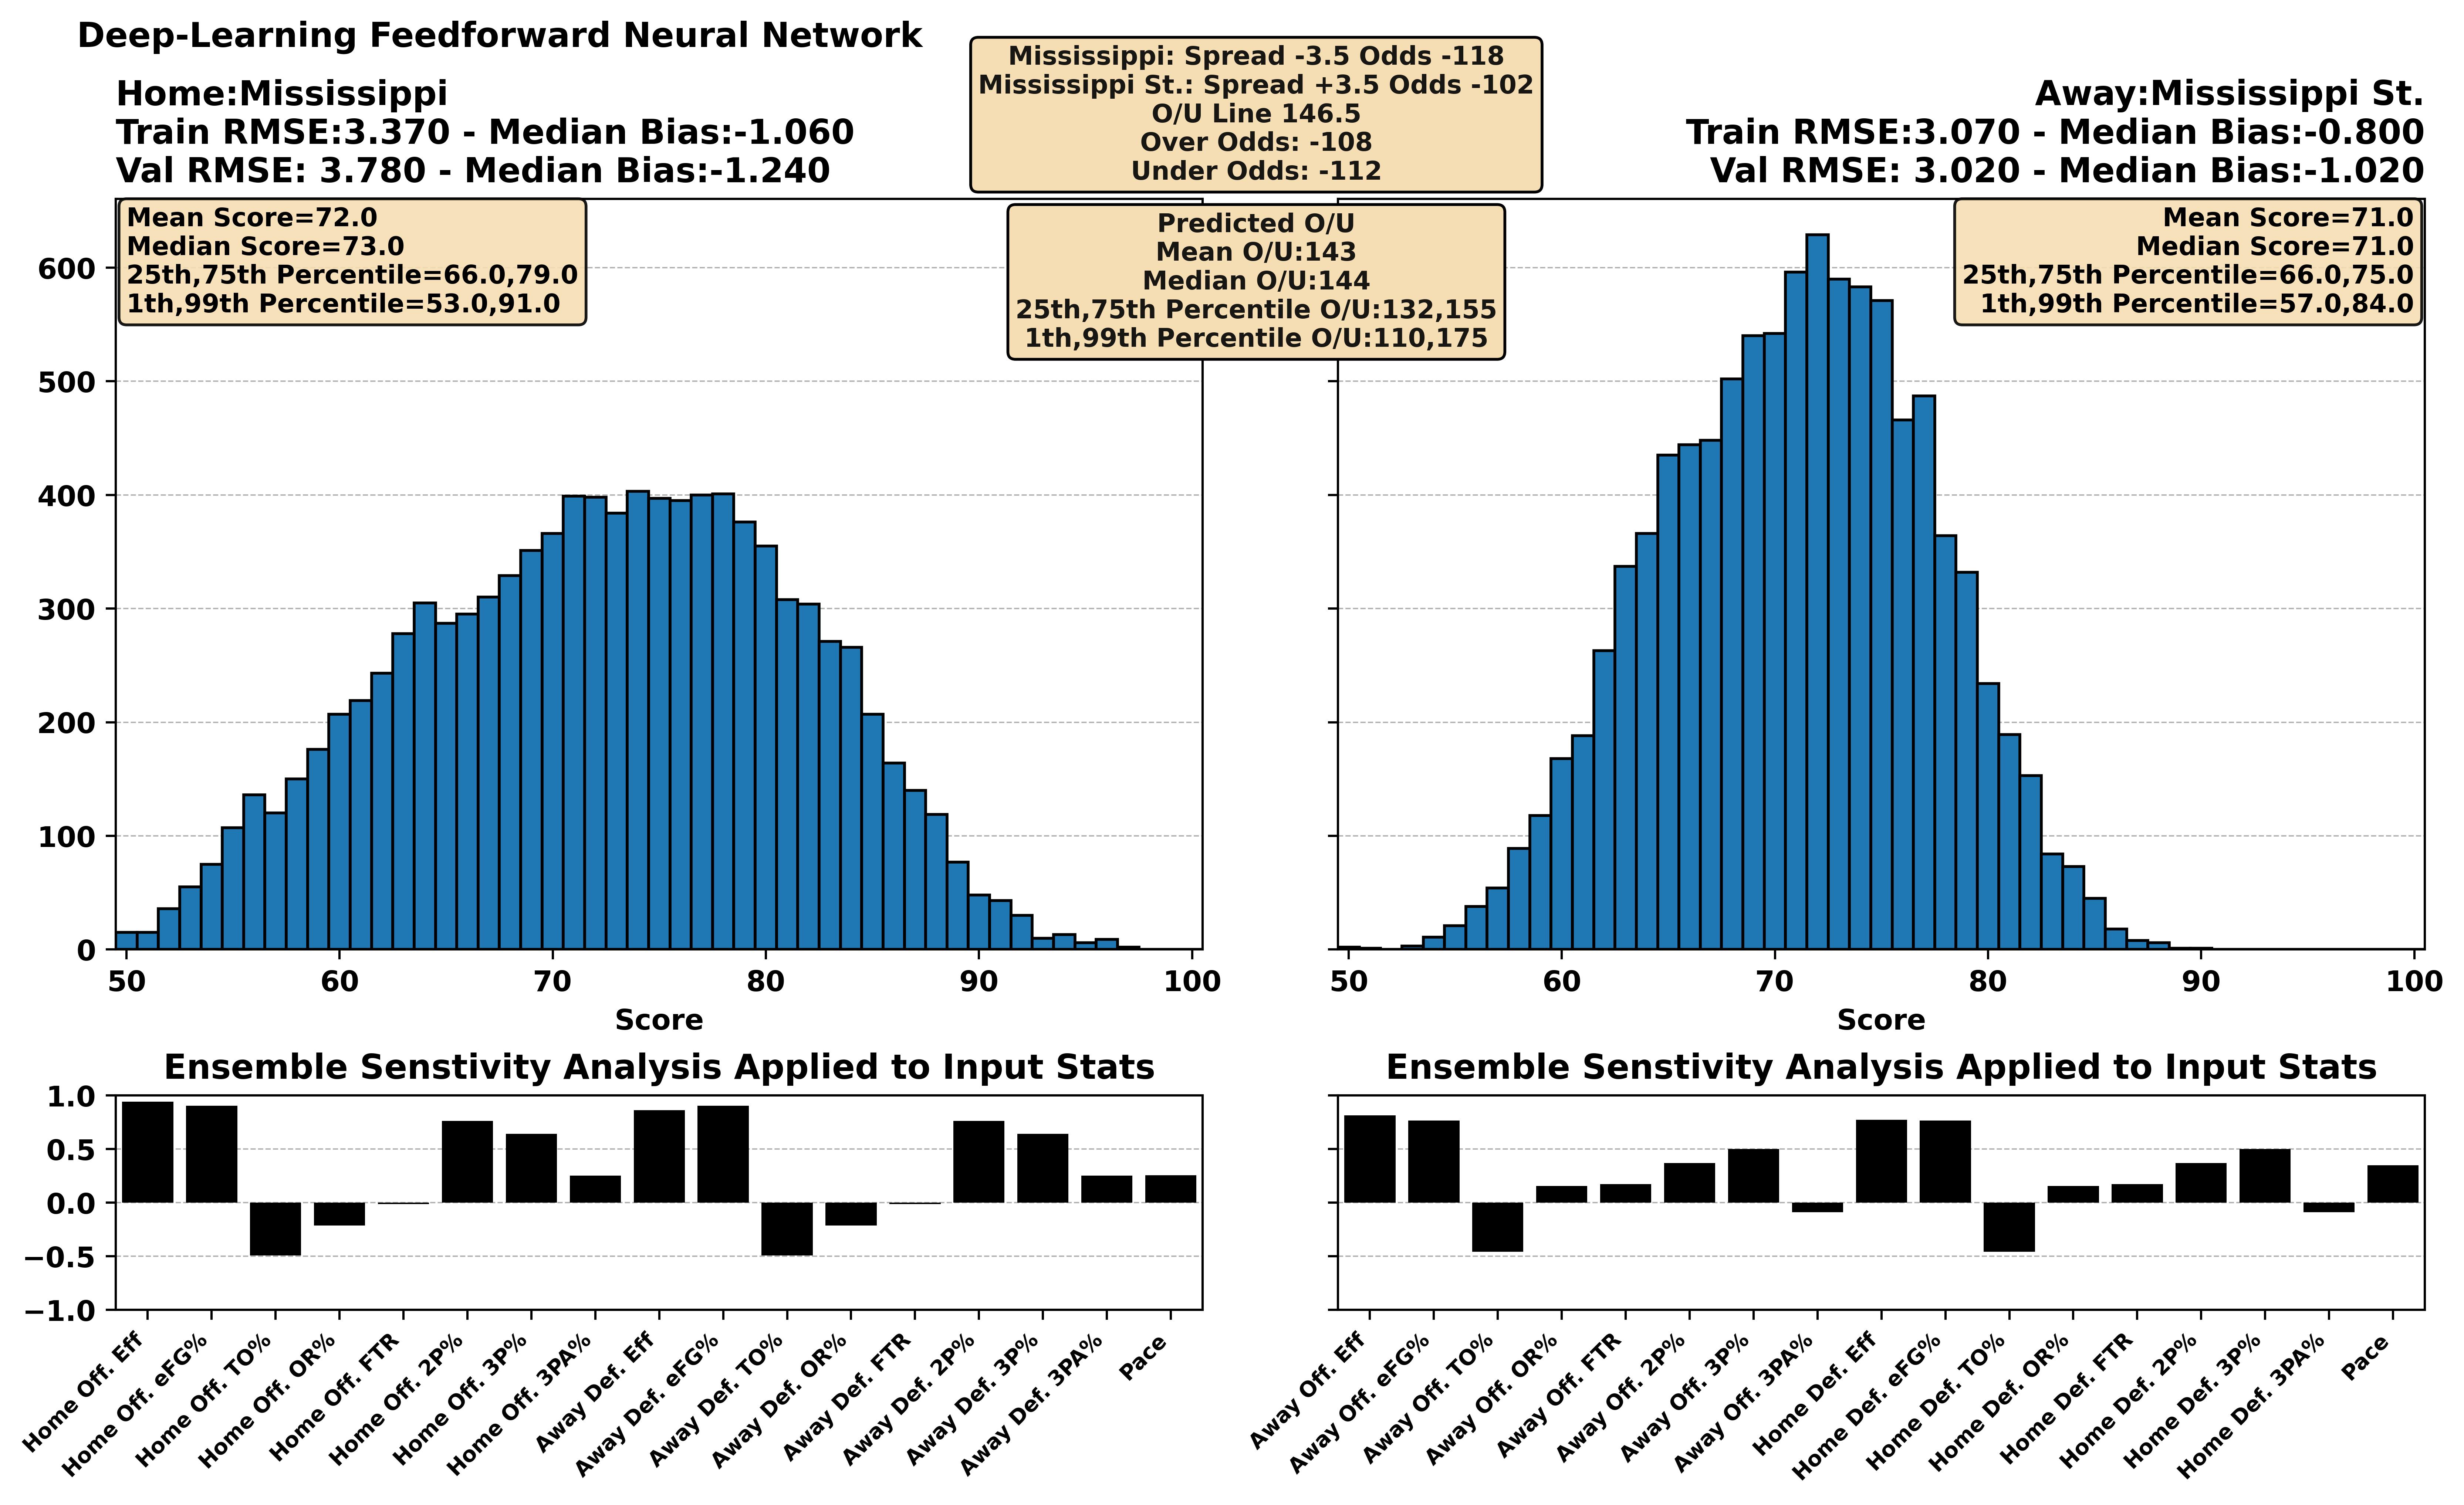 Deep-Learning Feedforward Neural Network
Mississippi: Spread -3.5 Odds -118
Mississippi St.: Spread +3.5 Odds -102
O/U Line 146.5
Over Odds: -108
Under Odds: -112
Home:Mississippi
Train RMSE:3.370 - Median Bias:-1.060
Val RMSE: 3.780 - Median Bias:-1.240
Away:Mississippi St.
Train RMSE:3.070 - Median Bias:-0.800
Val RMSE: 3.020 - Median Bias:-1.020
Mean Score=72.0
Median Score=73.0
25th,75th Percentile=66.0,79.0
1th,99th Percentile=53.0,91.0
Predicted O/U
Mean O/U:143
Median O/U:144
25th,75th Percentile O/U:132,155
1th,99th Percentile O/U:110,175
Mean Score=71.0
Median Score=71.0
25th,75th Percentile=66.0,75.0
1th,99th Percentile=57.0,84.0
600
500
400
300
200
100
0
50 60 70 80 90 100
Score
50 60 70 80 90 100
Score
Ensemble Senstivity Analysis Applied to Input Stats
1.0
0.5
0.0
−0.5
−1.0
Home Off. Eff
Home Off. eFG%
Home Off. TO%
Home Off. OR%
Home Off. FTR
Home Off. 2P%
Home Off. 3P%
Home Off. 3PA%
Away Def. Eff
Away Def. eFG%
Away Def. TO%
Away Def. OR%
Away Def. FTR
Away Def. 2P%
Away Def. 3P%
Away Def. 3PA%
Pace
Ensemble Senstivity Analysis Applied to Input Stats
Away Off. Eff
Away Off. eFG%
Away Off. TO%
Away Off. OR%
Away Off. FTR
Away Off. 2P%
Away Off. 3P%
Away Off. 3PA%
Home Def. Eff
Home Def. eFG%
Home Def. TO%
Home Def. OR%
Home Def. FTR
Home Def. 2P%
Home Def. 3P%
Home Def. 3PA%
Pace